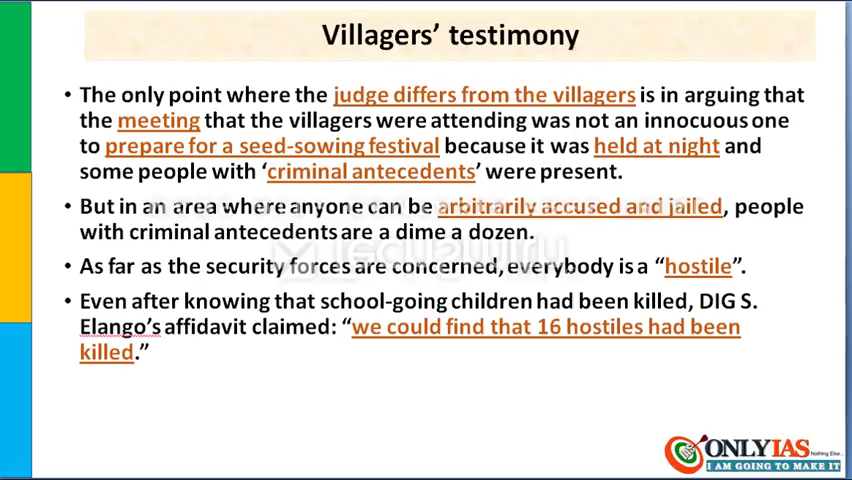 Villagers’ testimony
• The only point where the judge differs from the villagers is in arguing that
the meeting that the villagers were attending was not an innocuous one
to prepare for a seed-sowing festival because it was held at night and
some people with ‘criminal antecedents’ were present.
• But in an area where anyone can be arbitrarily accused and jailed, people
with criminal antecedents are a dime a dozen.
• As far as the security forces are concerned, everybody is a “hostile”.
• Even after knowing that school-going children had been killed, DIG S.
Elango’s affidavit claimed: “we could find that 16 hostiles had been
killed.”
ONLYIAS
Nothing Else...
I AM GOING TO MAKE IT